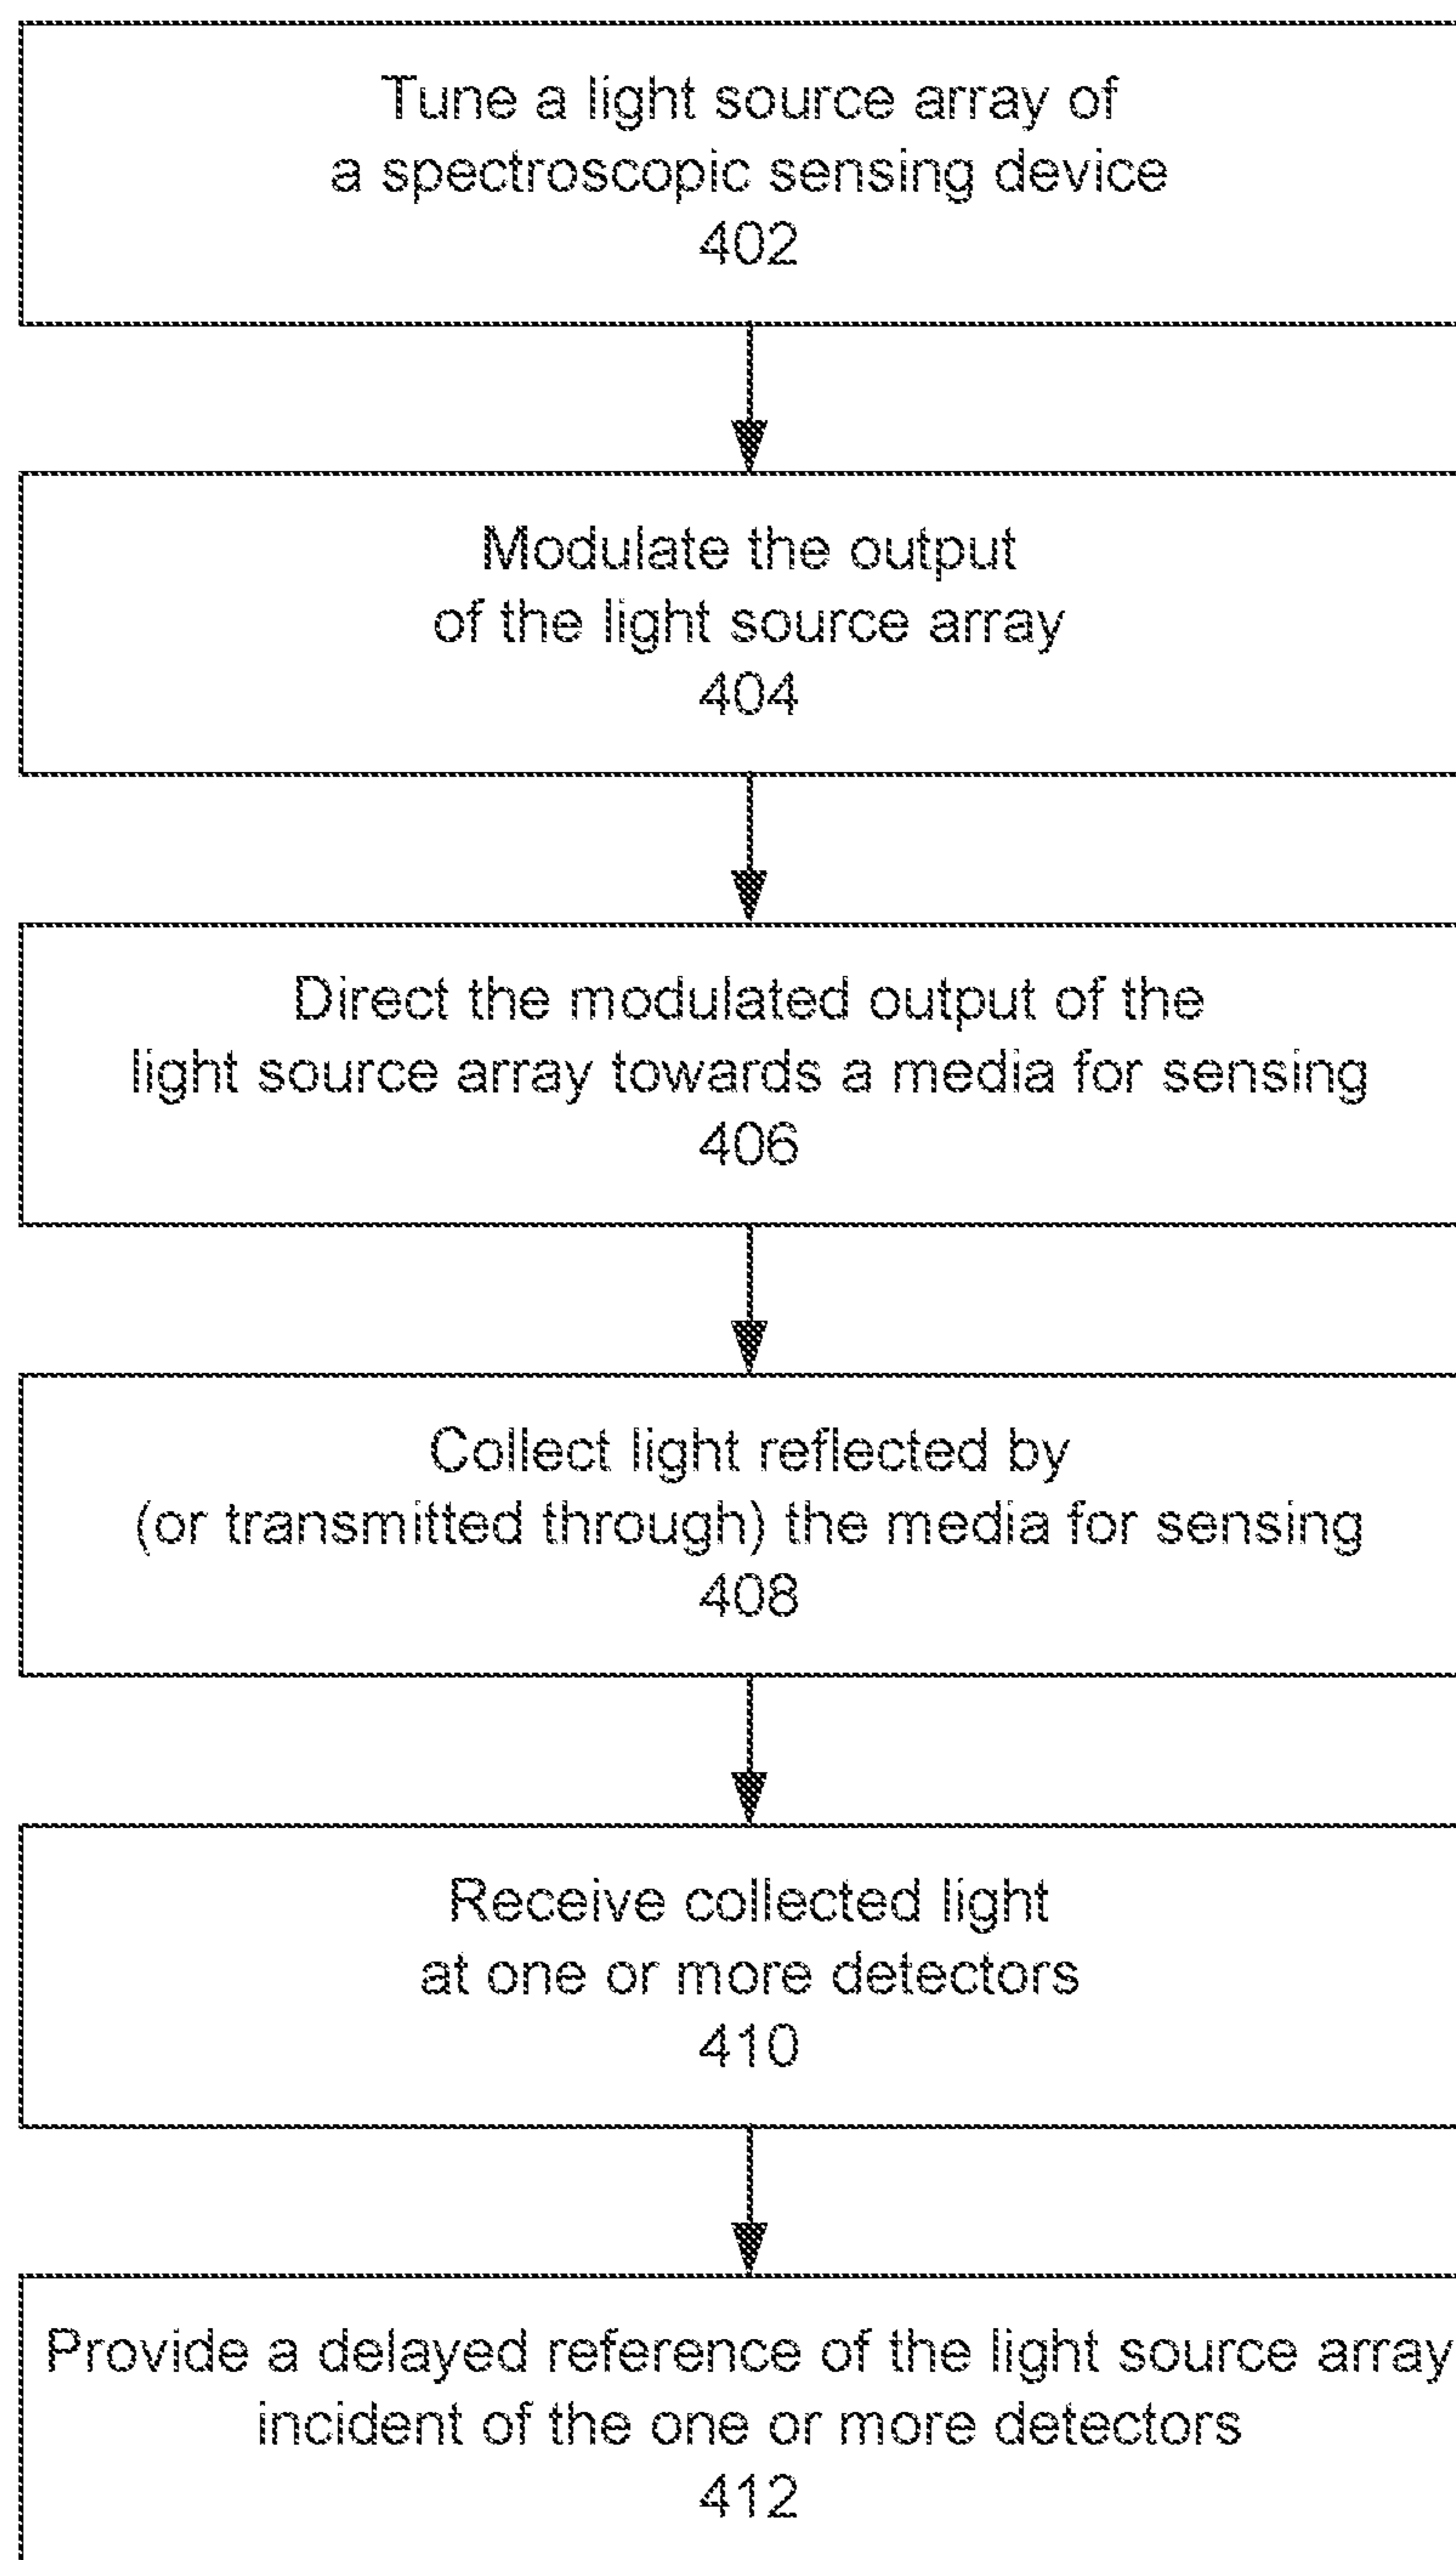 Tune a light source array of
a spectroscopic sensing device
402
Modulate the output
of the light source array
404
Direct the modulated output of the
light source array towards a media for sensing
406
Collect light reflected by
(or transmitted through) the media for sensing
408
Receive collected light
at one or more detectors
410
Provide a delayed reference of the light source array
incident of the one or more detectors
412